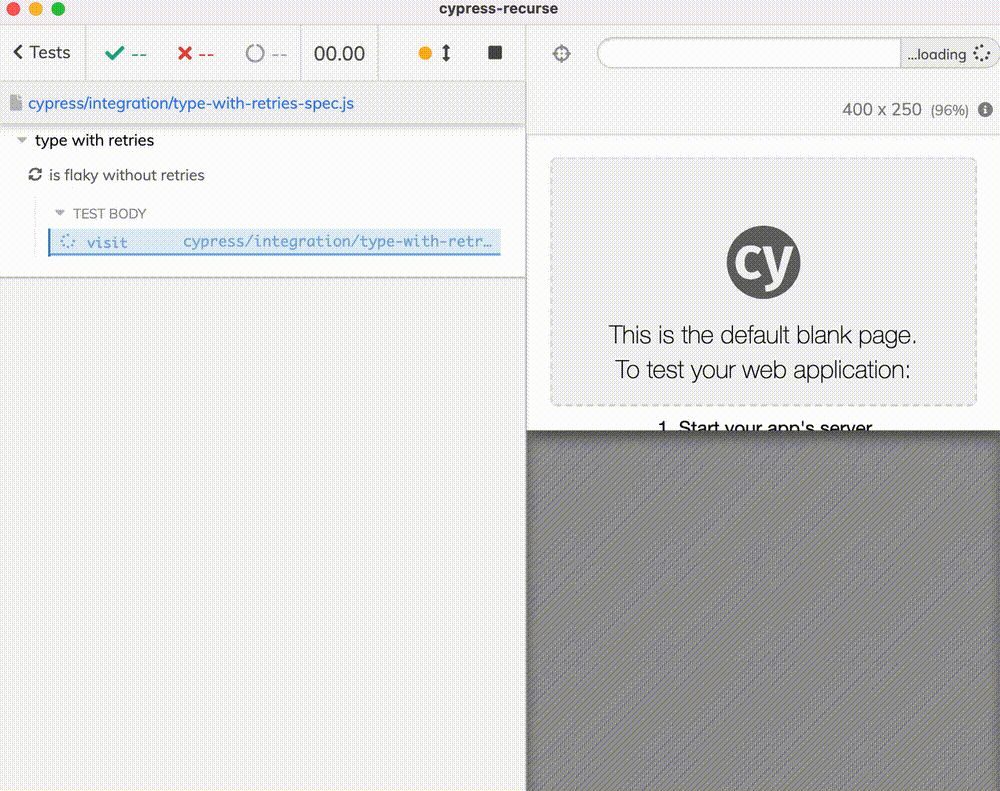 cypress-recurse
Tests
--
--
--
00.00
...loading
cypress/integration/type-with-retries-spec.js
400 x 250 (96%)
type with retries
is flaky without retries
TEST BODY
visit cypress/integration/type-with-retr...
cy
This is the default blank page.
To test your web application:
1. Start your app's server